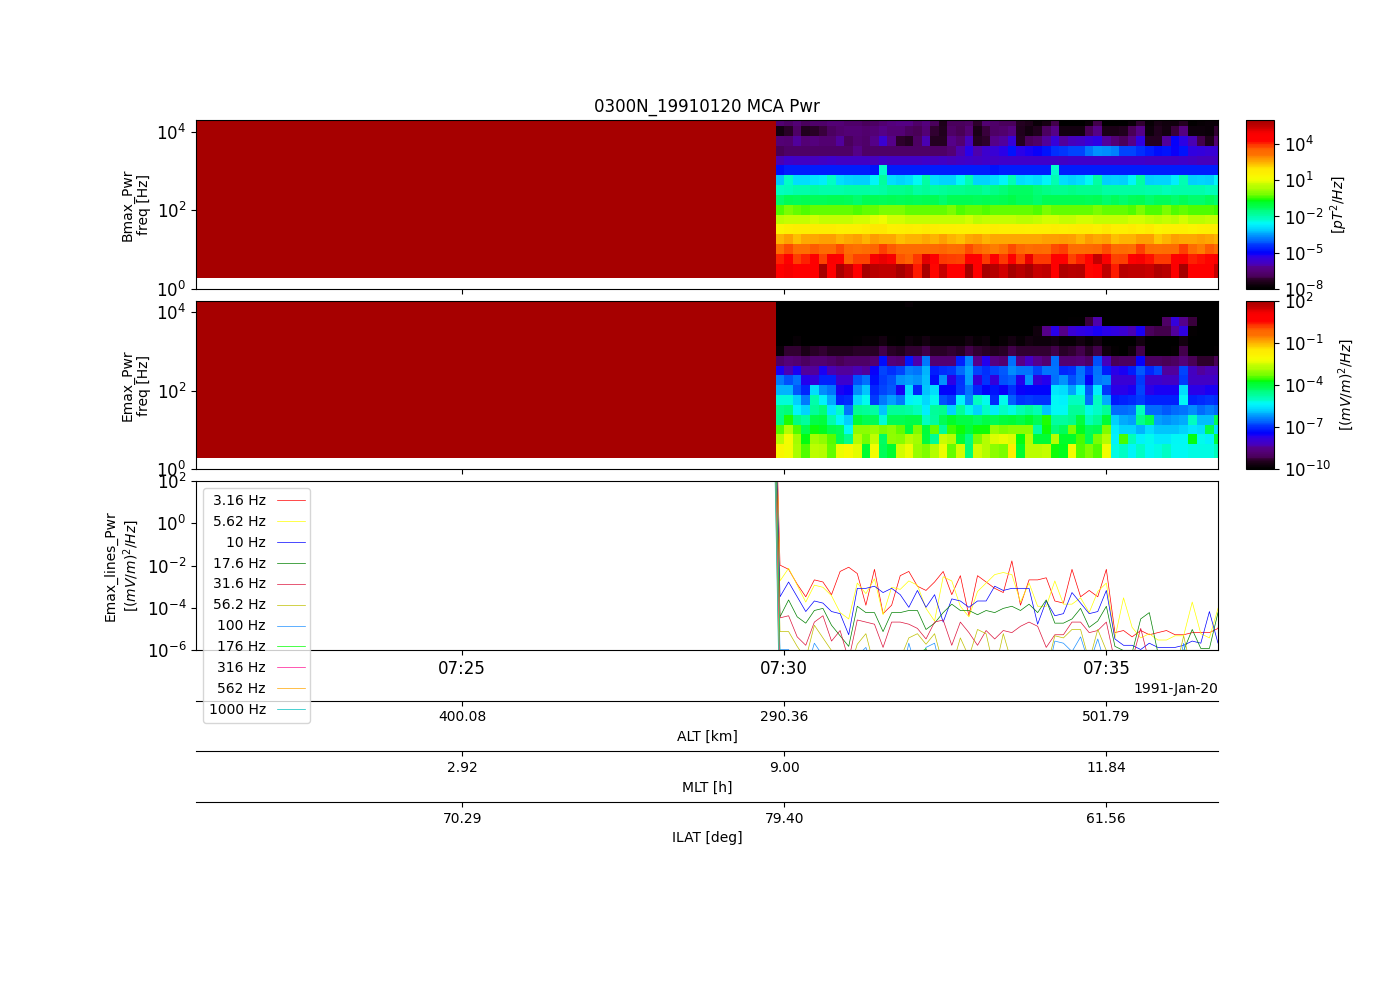 0300N_19910120 MCA Pwr
10^4
10^2
10^0
Bmax_Pwr
freq [Hz]
10^4
10^1
10^-2
10^-5
10^-8
[pT^2/Hz]
10^4
10^2
10^0
Emax_Pwr
freq [Hz]
10^2
10^-1
10^-4
10^-7
10^-10
[(mV/m)^2/Hz]
10^2
10^0
10^-2
10^-4
10^-6
Emax_lines_Pwr
[(mV/m)^2/Hz]
3.16 Hz
5.62 Hz
10 Hz
17.6 Hz
31.6 Hz
56.2 Hz
100 Hz
176 Hz
316 Hz
562 Hz
1000 Hz
07:25 07:30 07:35
1991-Jan-20
400.08 290.36 501.79
ALT [km]
2.92 9.00 11.84
MLT [h]
70.29 79.40 61.56
ILAT [deg]